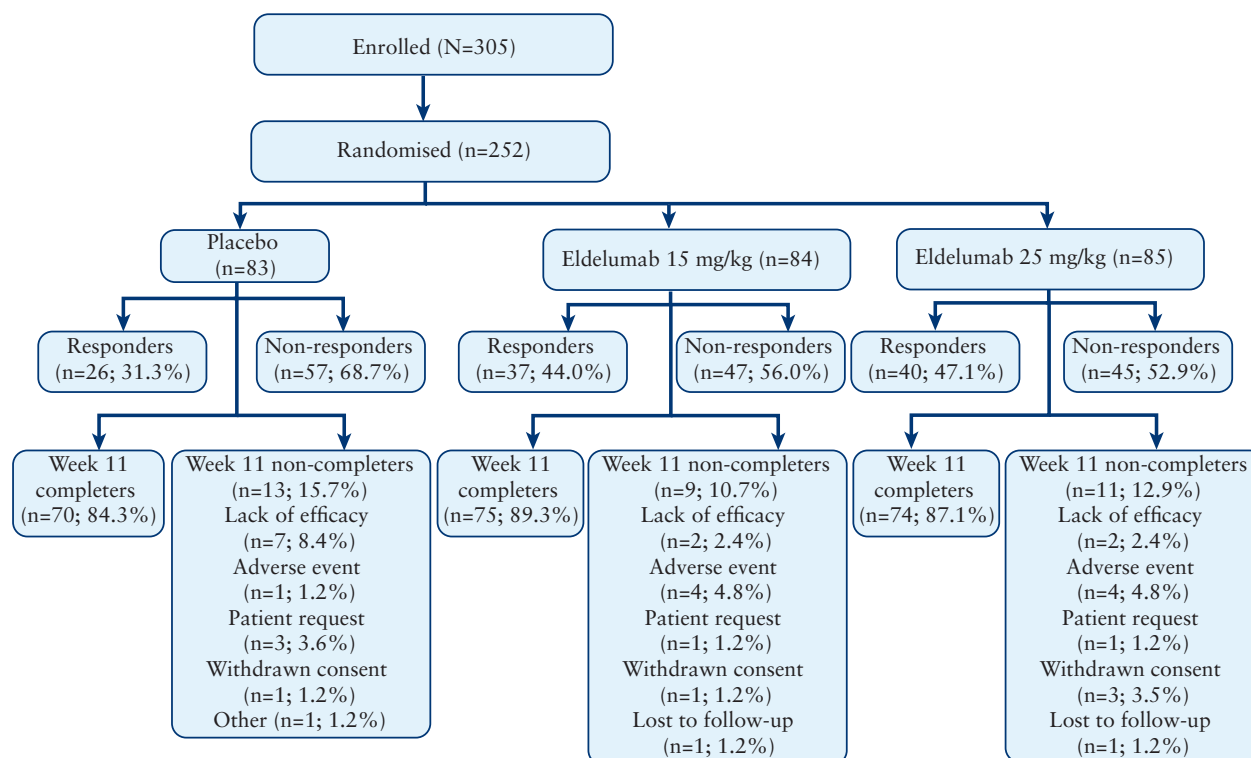 Enrolled (N=305)
Randomised (n=252)
Placebo
(n=83)
Eldelumab 15 mg/kg (n=84)
Eldelumab 25 mg/kg (n=85)
Responders
(n=26; 31.3%)
Non-responders
(n=57; 68.7%)
Responders
(n=37; 44.0%)
Non-responders
(n=47; 56.0%)
Responders
(n=40; 47.1%)
Non-responders
(n=45; 52.9%)
Week 11
completers
(n=70; 84.3%)
Week 11 non-completers
(n=13; 15.7%)
Lack of efficacy
(n=7; 8.4%)
Adverse event
(n=1; 1.2%)
Patient request
(n=3; 3.6%)
Withdrawn consent
(n=1; 1.2%)
Other (n=1; 1.2%)
Week 11
completers
(n=75; 89.3%)
Week 11 non-completers
(n=9; 10.7%)
Lack of efficacy
(n=2; 2.4%)
Adverse event
(n=4; 4.8%)
Patient request
(n=1; 1.2%)
Withdrawn consent
(n=1; 1.2%)
Lost to follow-up
(n=1; 1.2%)
Week 11
completers
(n=74; 87.1%)
Week 11 non-completers
(n=11; 12.9%)
Lack of efficacy
(n=2; 2.4%)
Adverse event
(n=4; 4.8%)
Patient request
(n=1; 1.2%)
Withdrawn consent
(n=3; 3.5%)
Lost to follow-up
(n=1; 1.2%)